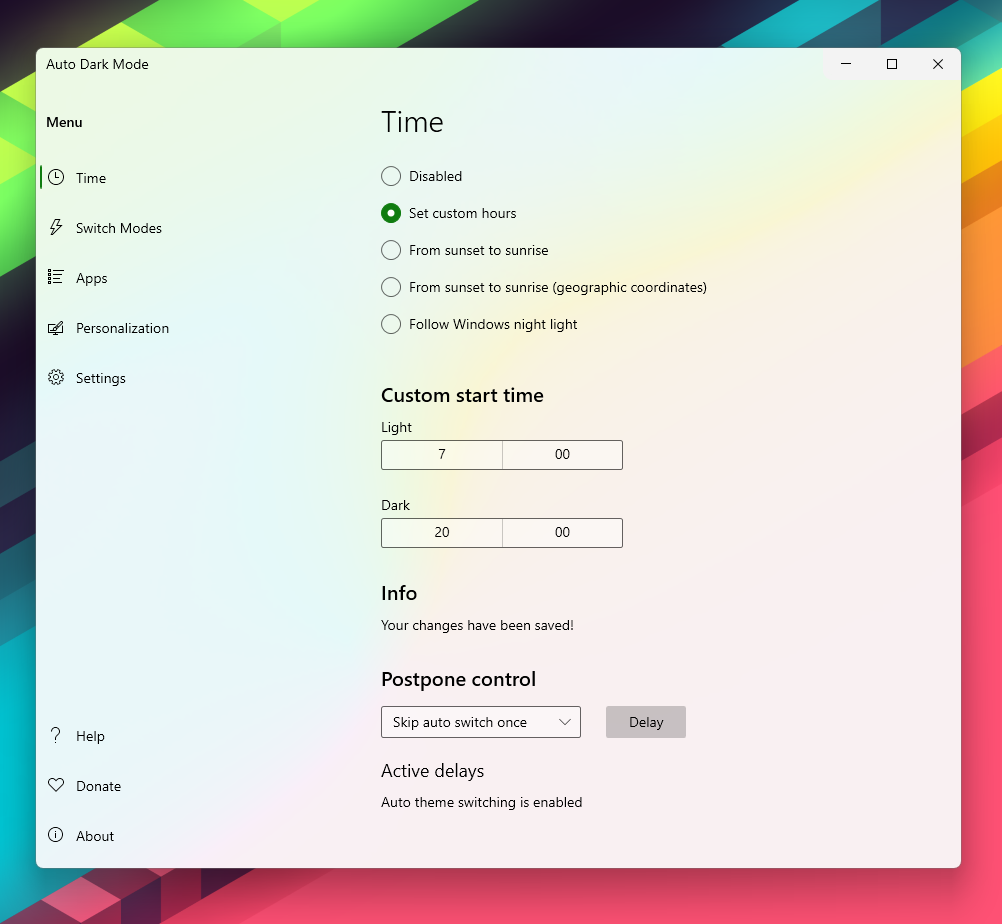 Auto Dark Mode
Menu
Time
Switch Modes
Apps
Personalization
Settings
Help
Donate
About
Time
Disabled
Set custom hours
From sunset to sunrise
From sunset to sunrise (geographic coordinates)
Follow Windows night light
Custom start time
Light
7 00
Dark
20 00
Info
Your changes have been saved!
Postpone control
Skip auto switch once Delay
Active delays
Auto theme switching is enabled